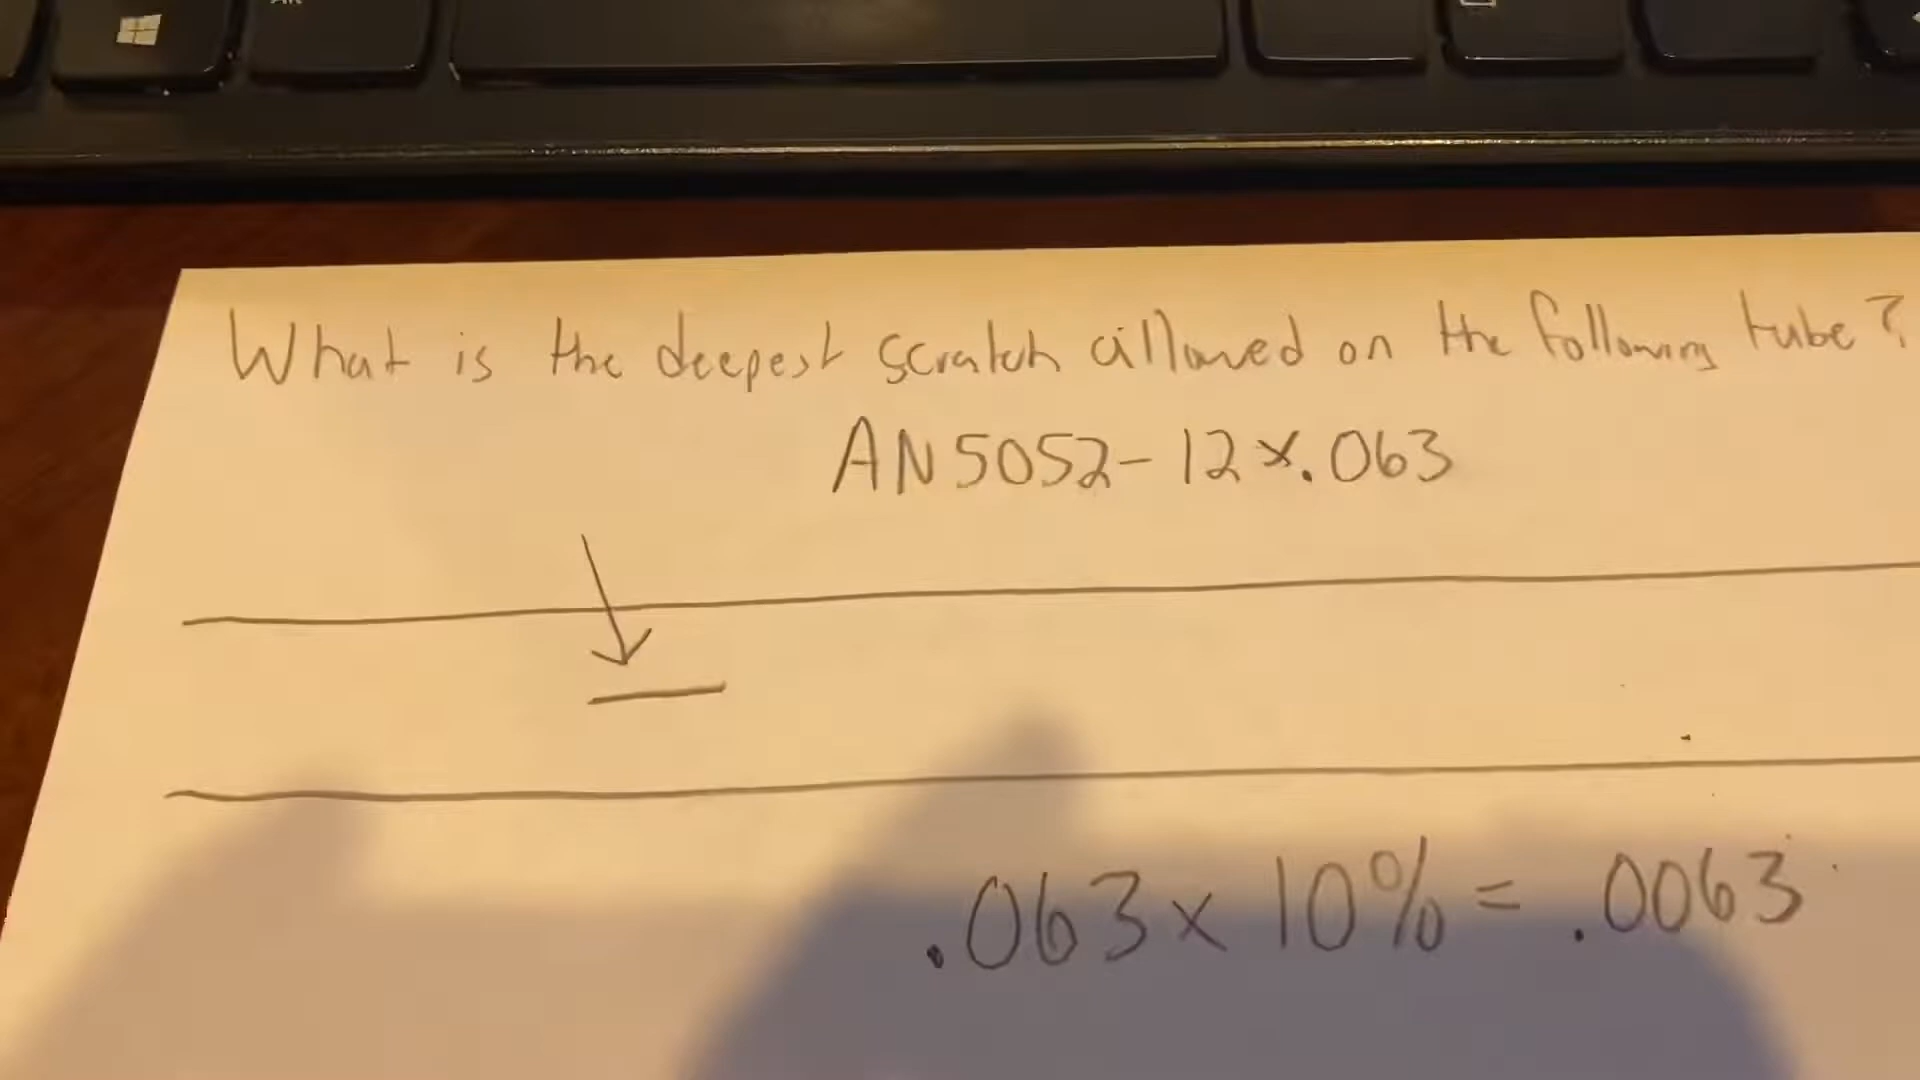 What is the deepest scratch allowed on the following tube?
AN5052-12x.063
.063x10%=.0063